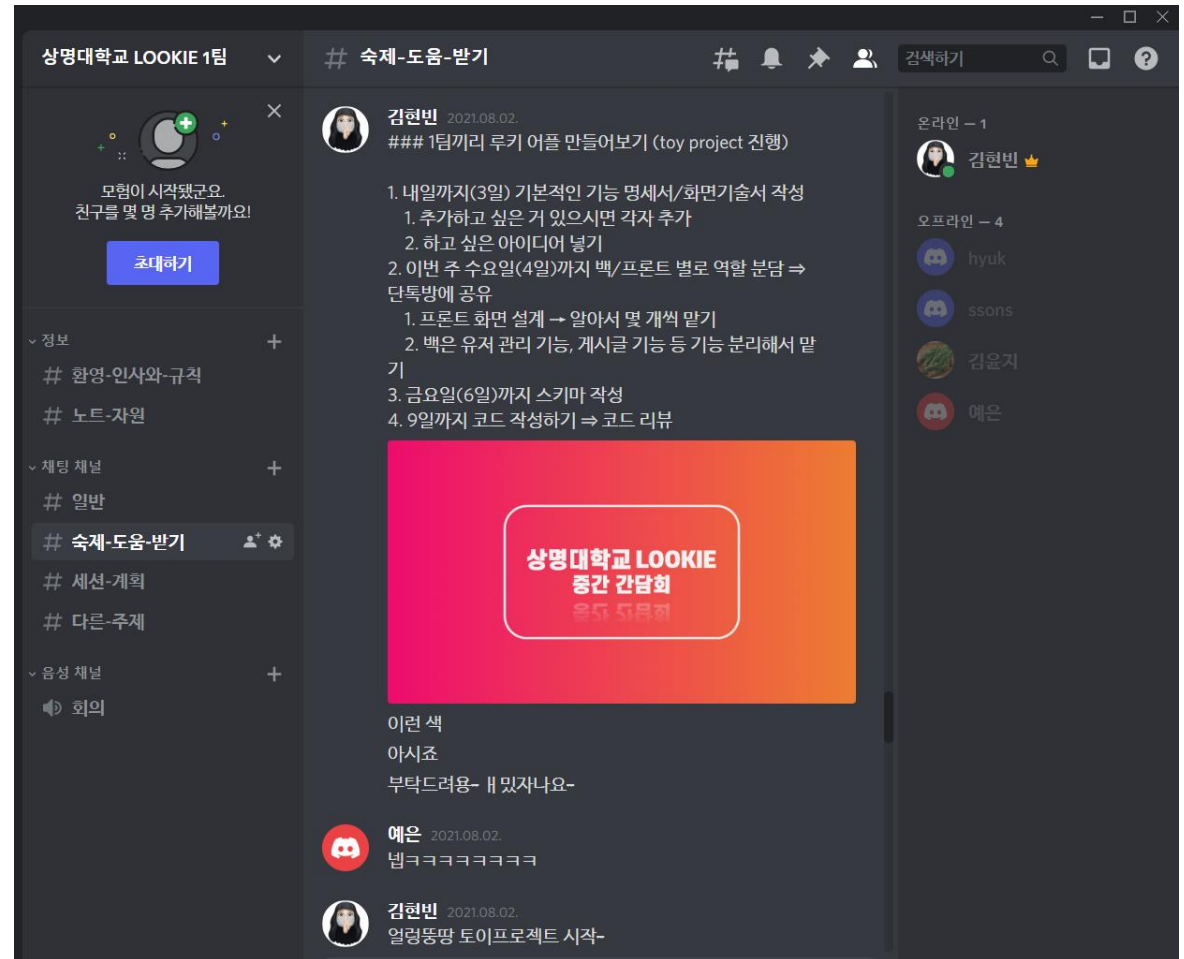 상명대학교 LOOKIE 1팀
# 숙제-도움-받기
검색하기
모험이 시작됐군요.
친구를 몇 명 추가해볼까요!
초대하기
정보
# 환영-인사와-규칙
# 노트-자원
채팅 채널
# 일반
# 숙제-도움-받기
# 세션-계획
# 다른-주제
음성 채널
회의
김현빈 2021.08.02.
### 1팀끼리 루키 어플 만들어보기 (toy project 진행)
1. 내일까지(3일) 기본적인 기능 명세서/화면기술서 작성
1. 추가하고 싶은 거 있으시면 각자 추가
2. 하고 싶은 아이디어 넣기
2. 이번 주 수요일(4일)까지 백/프론트 별로 역할 분담 ⇒
단톡방에 공유
1. 프론트 화면 설계 → 알아서 몇 개씩 맡기
2. 백은 유저 관리 기능, 게시글 기능 등 기능 분리해서 맡
기
3. 금요일(6일)까지 스키마 작성
4. 9일까지 코드 작성하기 ⇒ 코드 리뷰
상명대학교 LOOKIE
중간 간담회
이런 색
아시죠
부탁드려용~ ㅐ밌자나요~
예은 2021.08.02.
넵ㅋㅋㅋㅋㅋㅋㅋㅋ
김현빈 2021.08.02.
얼렁뚱땅 토이프로젝트 시작~
온라인 — 1
김현빈
오프라인 — 4
hyuk
ssons
김윤지
예은